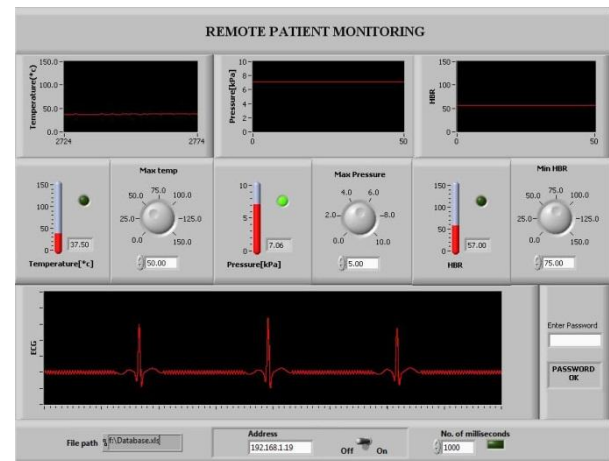 REMOTE PATIENT MONITORING
Temperature(*c)
150.0
100.0
50.0
0.0
2724 2774
Pressure[kPa]
10
8
6
4
2
0
0 50
HBR
150
100
50
0
0 50
150
100
50
0
37.50
Temperature[*c]
Max temp
0.0 25.0 50.0 75.0 100.0 125.0 150.0
50.00
10
5
0
7.06
Pressure[kPa]
Max Pressure
0.0 2.0 4.0 6.0 8.0 10.0
5.00
150
100
50
0
57.00
HBR
Min HBR
0.0 25.0 50.0 75.0 100.0 125.0 150.0
75.00
ECG
Enter Password
PASSWORD
OK
File path f:\Database.xls
Address
192.168.1.19
Off On
No. of milliseconds
1000